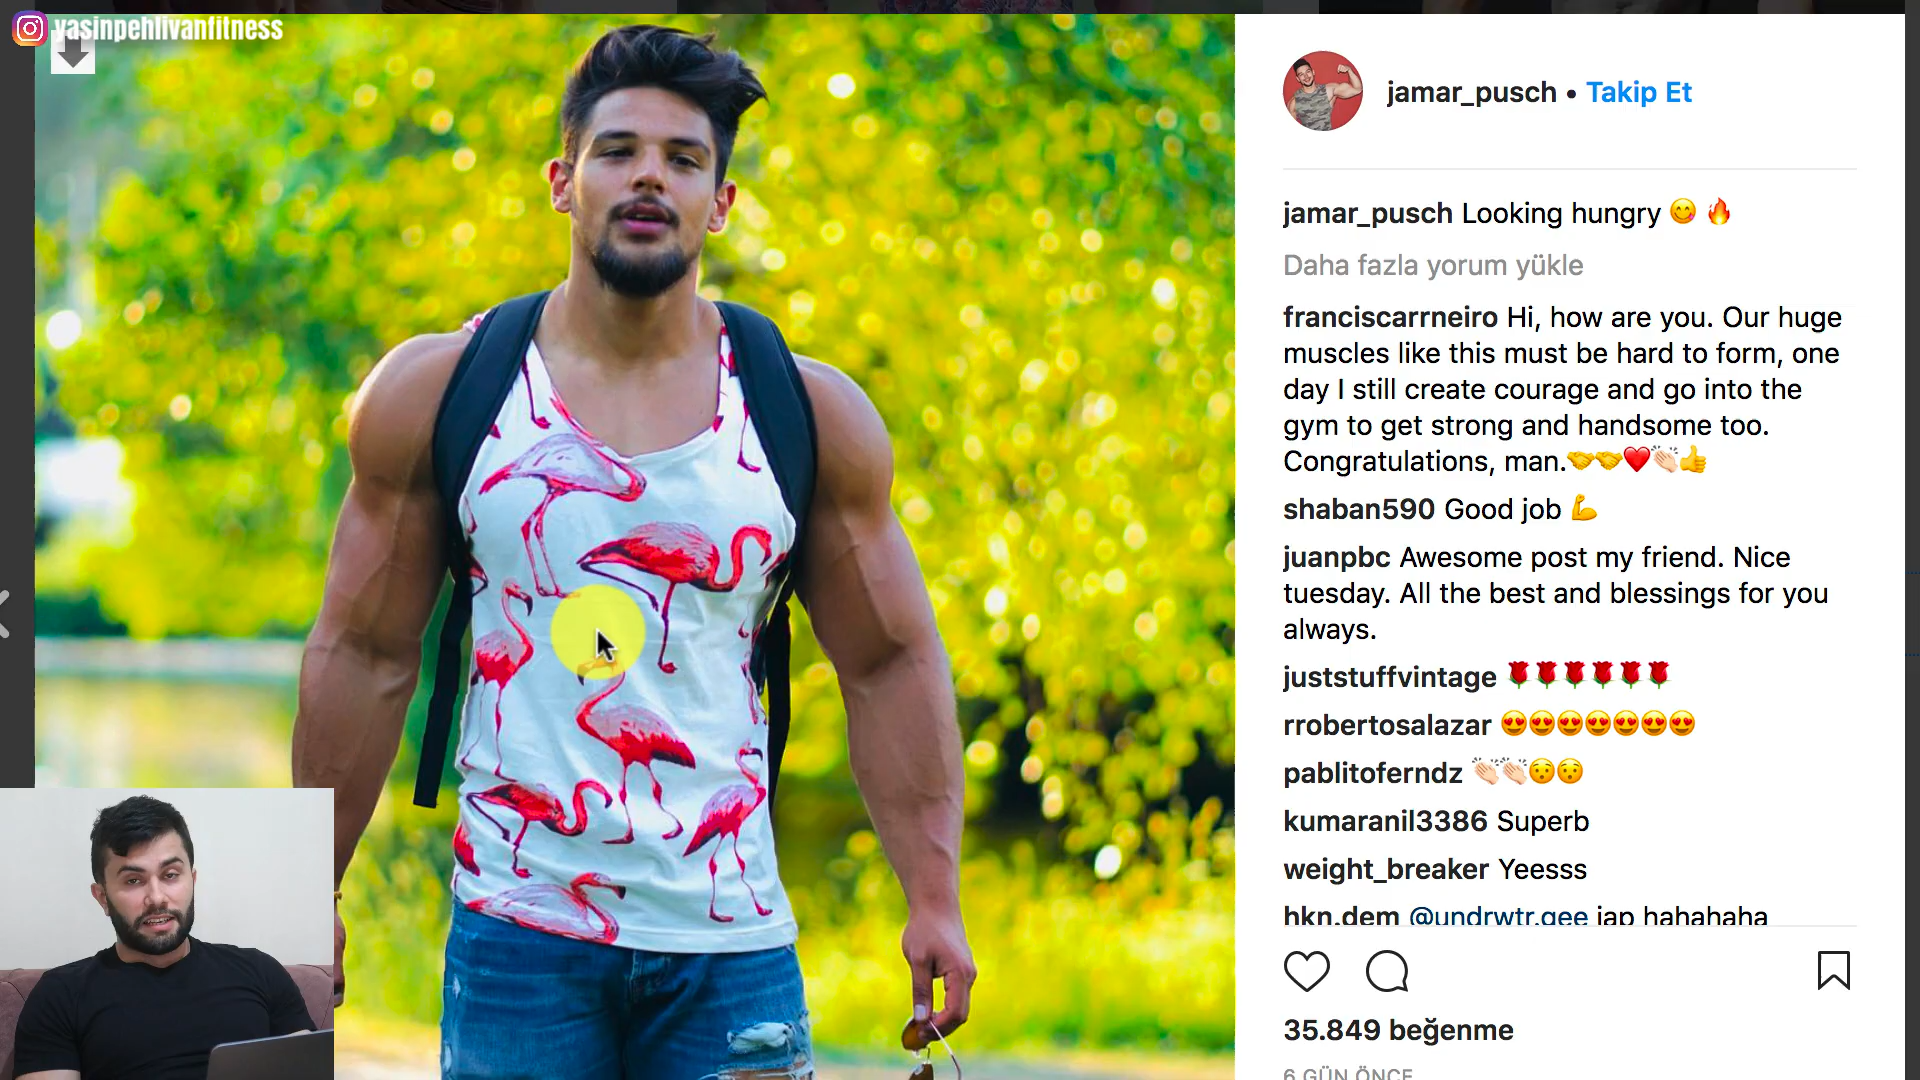 yasinpehlivanfitness
jamar_pusch • Takip Et
jamar_pusch Looking hungry 😋 🔥
Daha fazla yorum yükle
franciscarrneiro Hi, how are you. Our huge
muscles like this must be hard to form, one
day I still create courage and go into the
gym to get strong and handsome too.
Congratulations, man.🤝🤝❤️👏🏻👍
shaban590 Good job 💪
juanpbc Awesome post my friend. Nice
tuesday. All the best and blessings for you
always.
juststuffvintage 🌹🌹🌹🌹🌹🌹
rrobertosalazar 😍😍😍😍😍😍😍
pablitoferndz 👏🏻👏🏻😯😯
kumaranil3386 Superb
weight_breaker Yeesss
hkn.dem @undrwtr.gee jap hahahaha
35.849 beğenme
6 GÜN ÖNCE